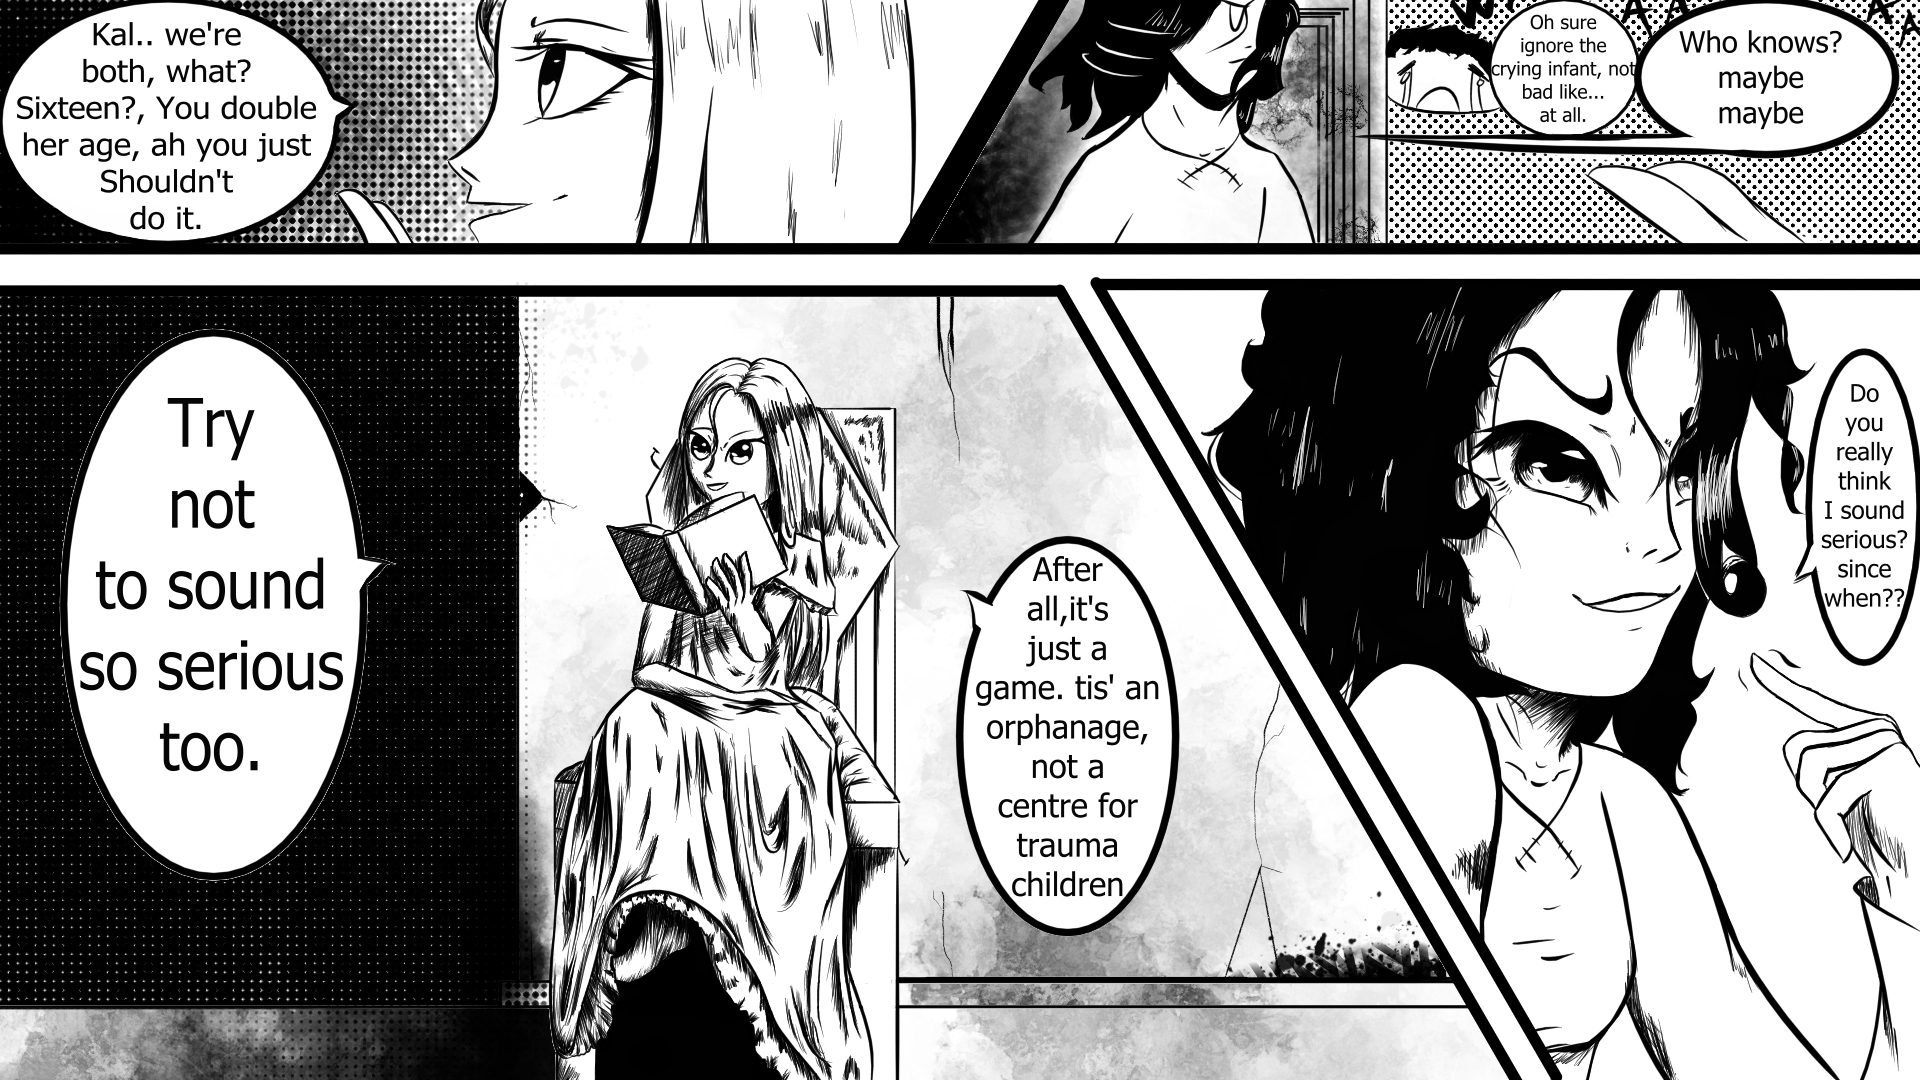 Kal.. we're
both, what?
Sixteen?, You double
her age, ah you just
Shouldn't
do it.
Oh sure
ignore the
crying infant, not
bad like...
at all.
Who knows?
maybe
maybe
Try
not
to sound
so serious
too.
After
all,it's
just a
game. tis' an
orphanage,
not a
centre for
trauma
children
Do
you
really
think
I sound
serious?
since
when??